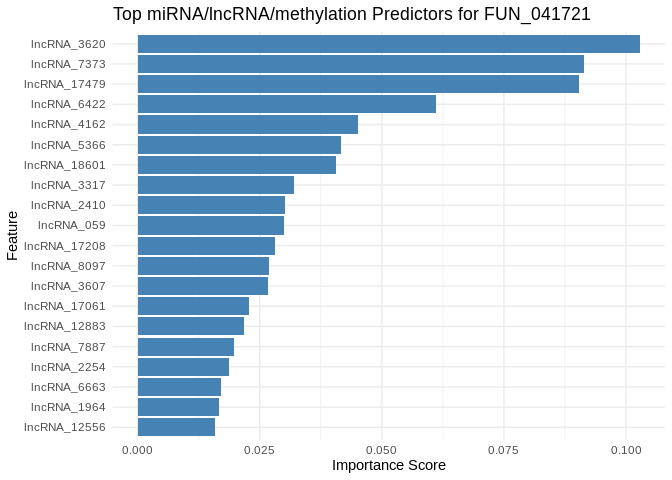 Top miRNA/lncRNA/methylation Predictors for FUN_041721
Feature
lncRNA_3620
lncRNA_7373
lncRNA_17479
lncRNA_6422
lncRNA_4162
lncRNA_5366
lncRNA_18601
lncRNA_3317
lncRNA_2410
lncRNA_059
lncRNA_17208
lncRNA_8097
lncRNA_3607
lncRNA_17061
lncRNA_12883
lncRNA_7887
lncRNA_2254
lncRNA_6663
lncRNA_1964
lncRNA_12556
0.000 0.025 0.050 0.075 0.100
Importance Score